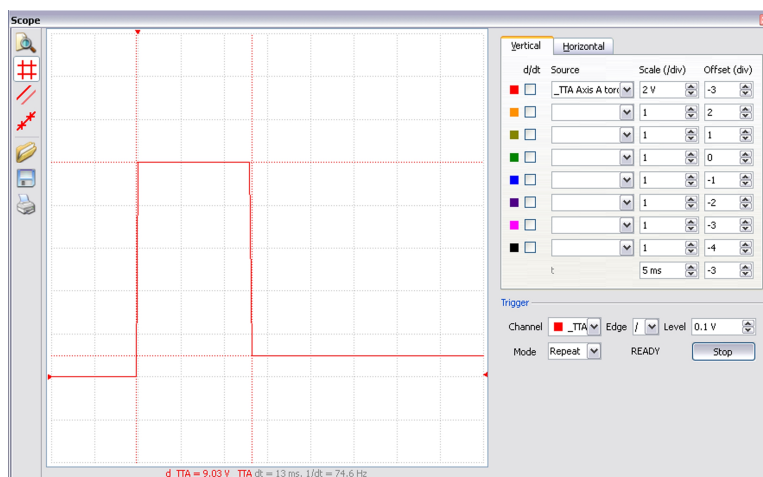 Scope
Vertical Horizontal
d/dt Source Scale (/div) Offset (div)
_TTA Axis A torc 2 V -3
1 2
1 1
1 0
1 -1
1 -2
1 -3
1 -4
t 5 ms -3
Trigger
Channel _TTA Edge / Level 0.1 V
Mode Repeat READY Stop
d_TTA = 9.03 V_TTA dt = 13 ms, 1/dt = 74.6 Hz